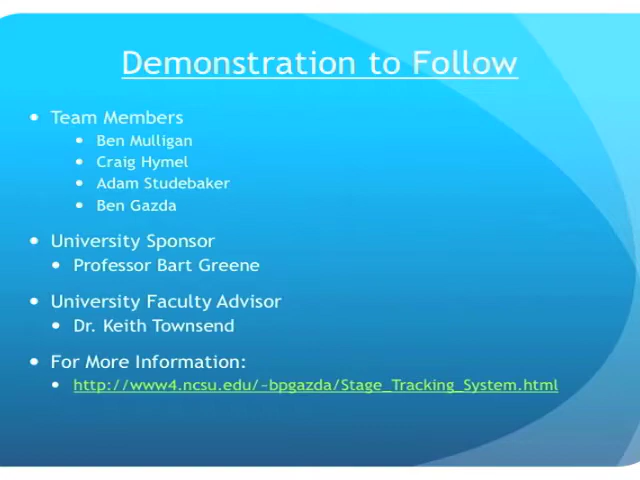 Demonstration to Follow
Team Members
Ben Mulligan
Craig Hymel
Adam Studebaker
Ben Gazda
University Sponsor
Professor Bart Greene
University Faculty Advisor
Dr. Keith Townsend
For More Information:
http://www4.ncsu.edu/~bpgazda/Stage_Tracking_System.html